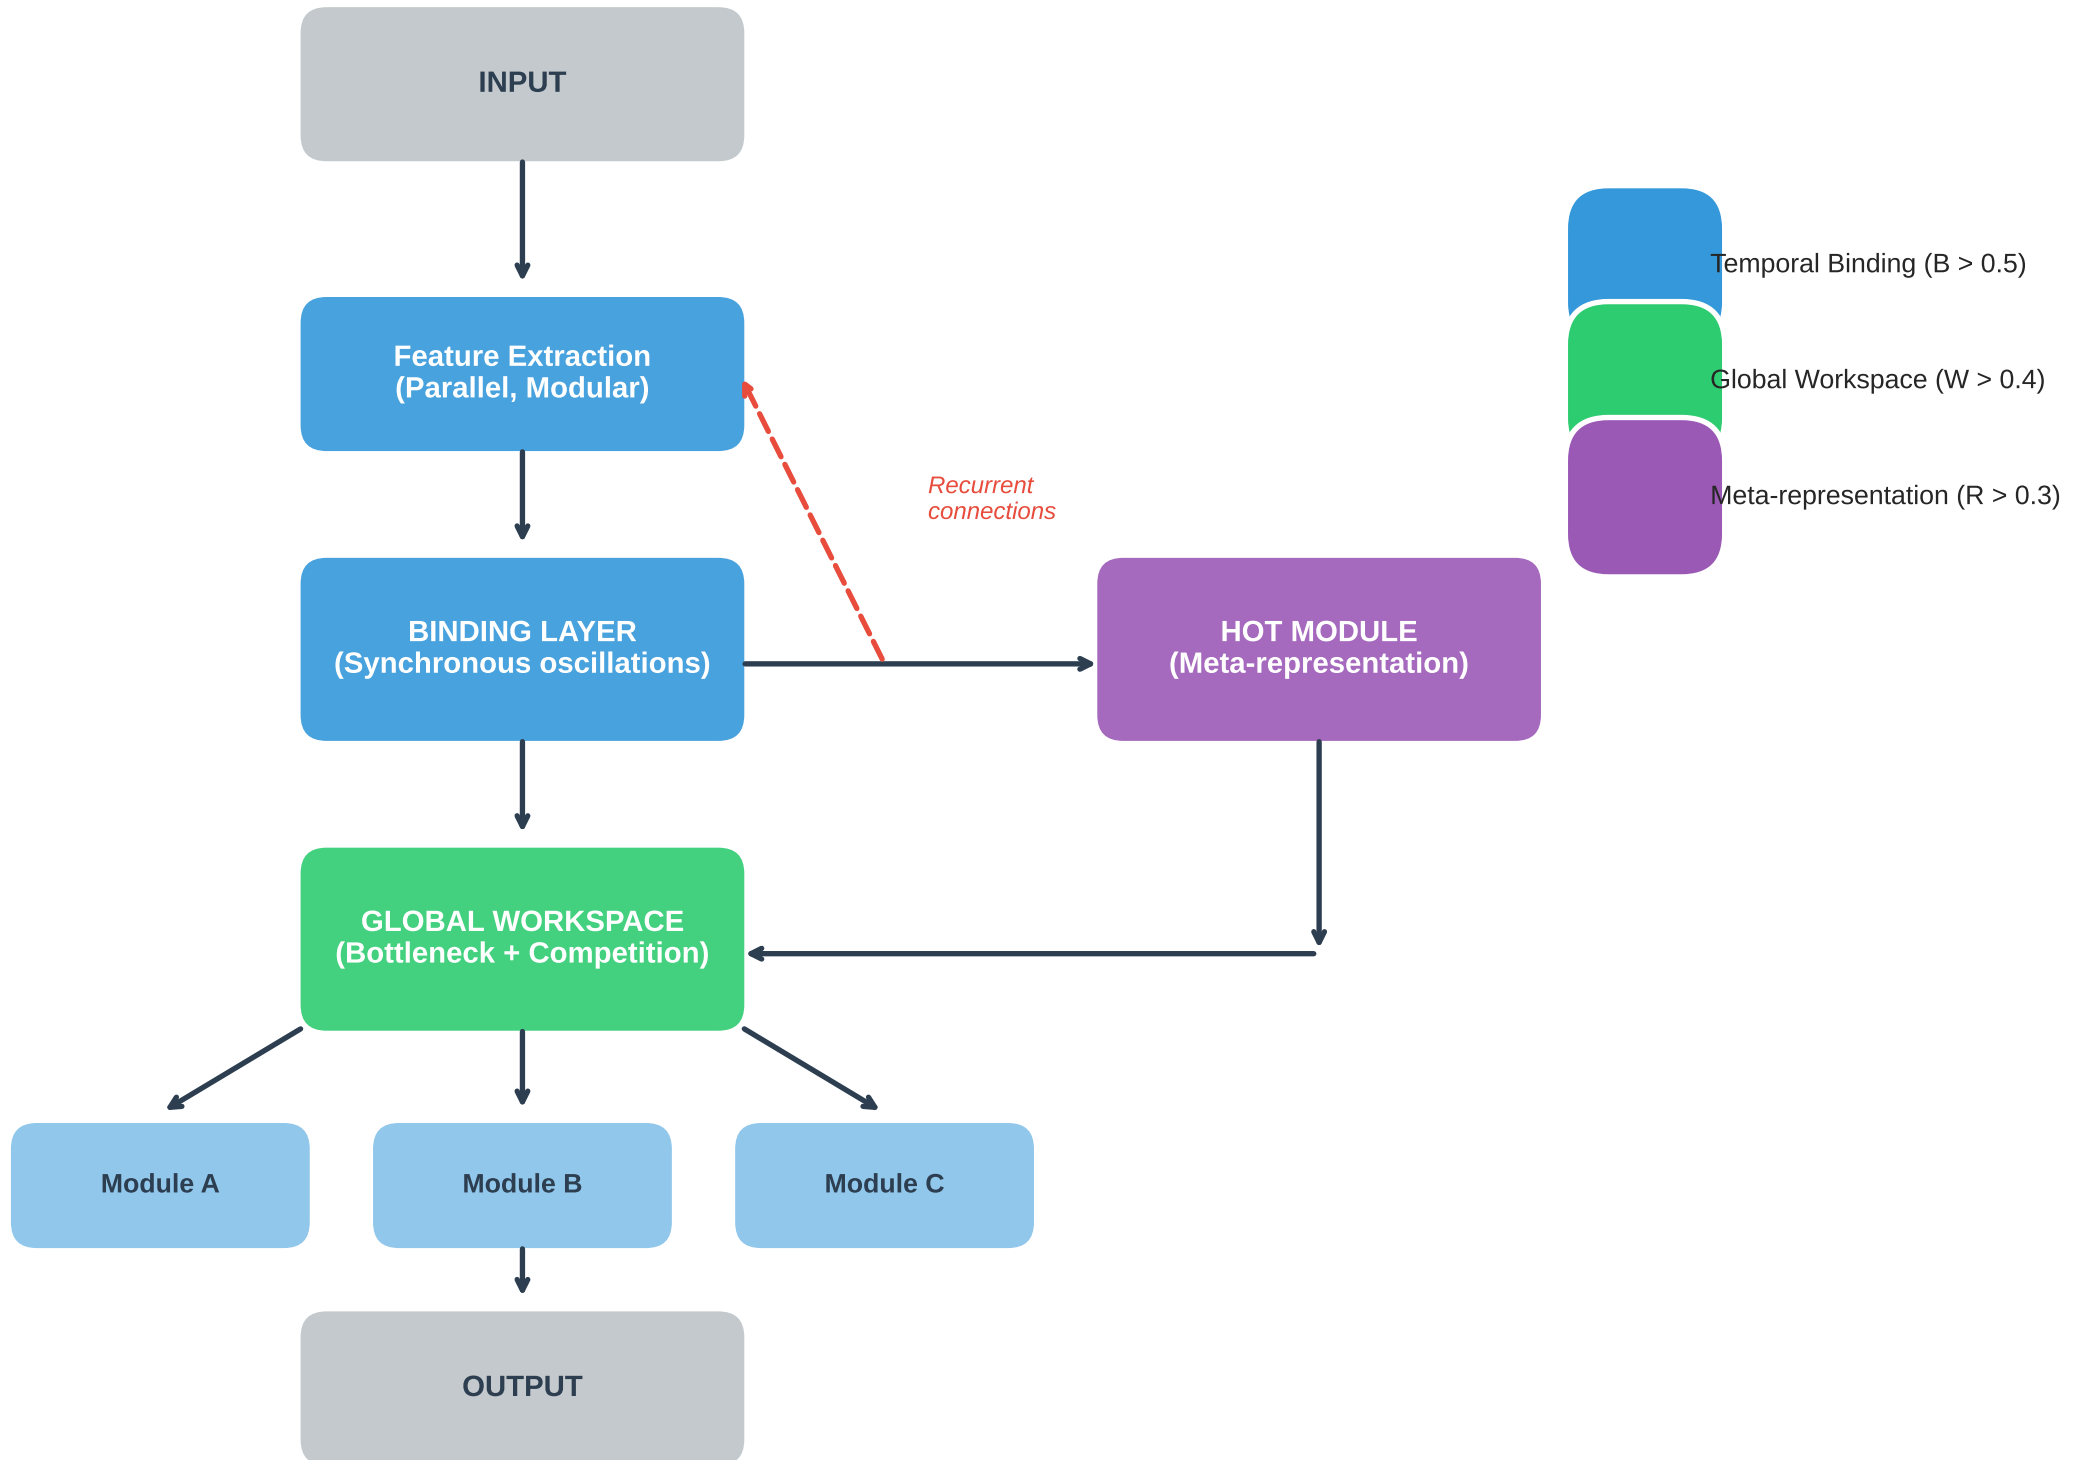 INPUT
Feature Extraction
(Parallel, Modular)
Temporal Binding (B > 0.5)
Global Workspace (W > 0.4)
Meta-representation (R > 0.3)
Recurrent
connections
BINDING LAYER
(Synchronous oscillations)
HOT MODULE
(Meta-representation)
GLOBAL WORKSPACE
(Bottleneck + Competition)
Module A
Module B
Module C
OUTPUT